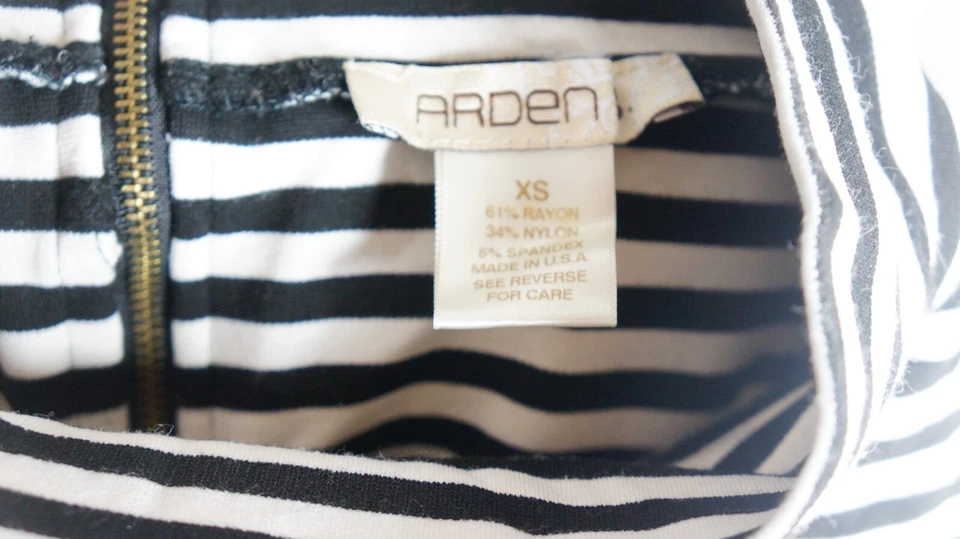 ARDen
XS
61% RAYON
34% NYLON
5% SPANDEX
MADE IN U.S.A.
SEE REVERSE
FOR CARE